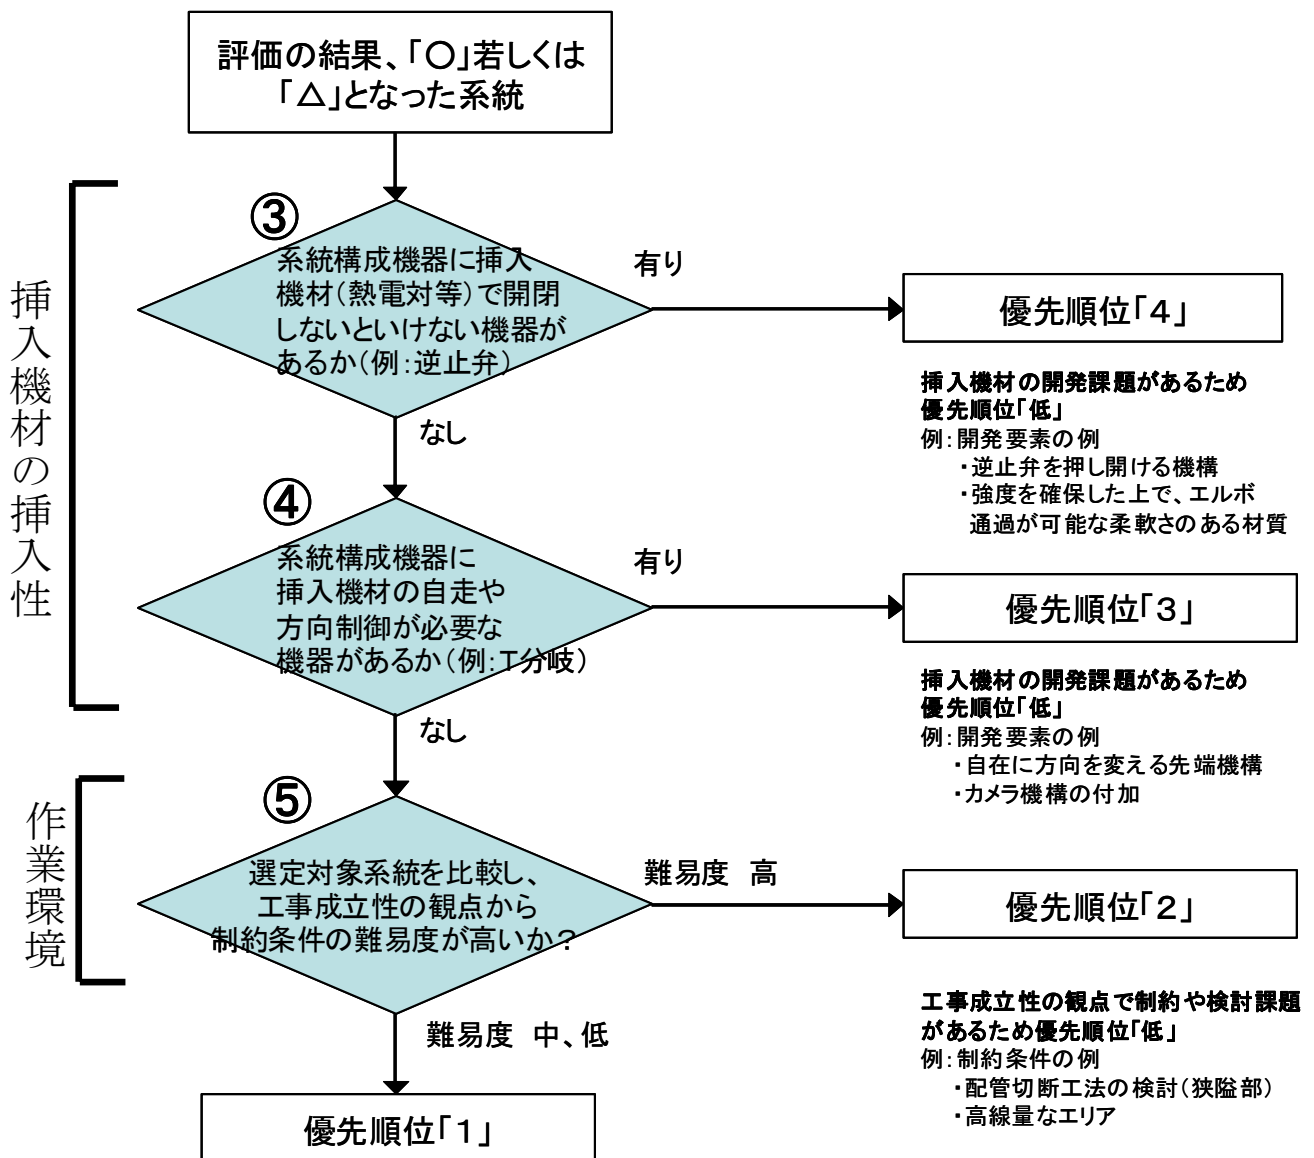 評価の結果、「○」若しくは
「△」となった系統
挿入機材の挿入性
③
系統構成機器に挿入
機材（熱電対等）で開閉
しないといけない機器が
あるか（例：逆止弁）
有り
優先順位「4」
挿入機材の開発課題があるため
優先順位「低」
例：開発要素の例
・逆止弁を押し開ける機構
・強度を確保した上で、エルボ
通過が可能な柔軟さのある材質
なし
④
系統構成機器に
挿入機材の自走や
方向制御が必要な
機器があるか（例：T分岐）
有り
優先順位「3」
挿入機材の開発課題があるため
優先順位「低」
例：開発要素の例
・自在に方向を変える先端機構
・カメラ機構の付加
なし
作業環境
⑤
選定対象系統を比較し、
工事成立性の観点から
制約条件の難易度が高いか？
難易度　高
優先順位「2」
工事成立性の観点で制約や検討課題
があるため優先順位「低」
例：制約条件の例
・配管切断工法の検討（狭隘部）
・高線量なエリア
難易度　中、低
優先順位「1」